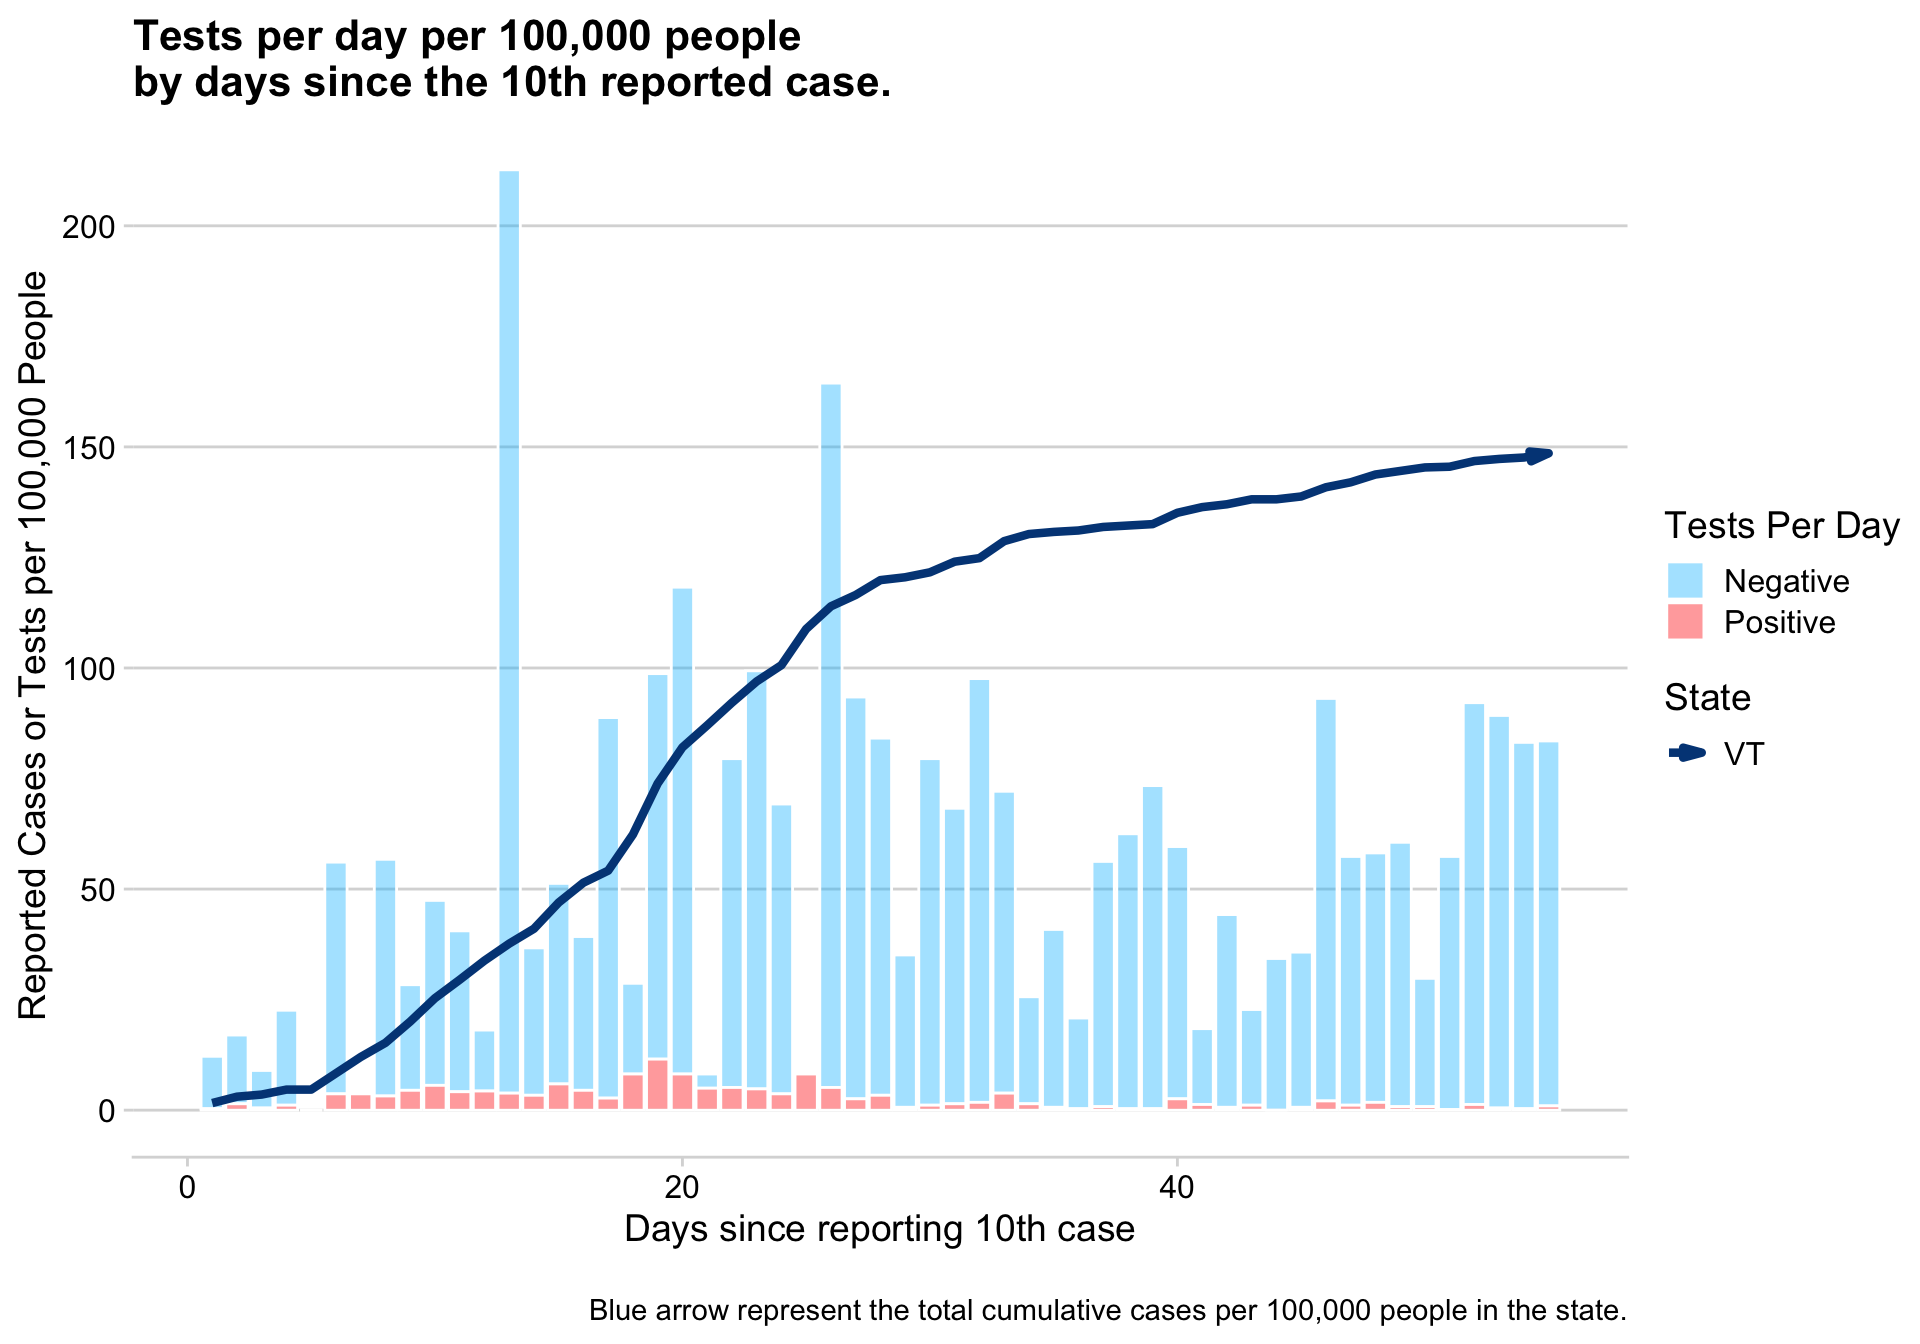 Tests per day per 100,000 people
by days since the 10th reported case.
Reported Cases or Tests per 100,000 People
200
150
100
50
0
0
20
40
Days since reporting 10th case
Tests Per Day
Negative
Positive
State
VT
Blue arrow represent the total cumulative cases per 100,000 people in the state.